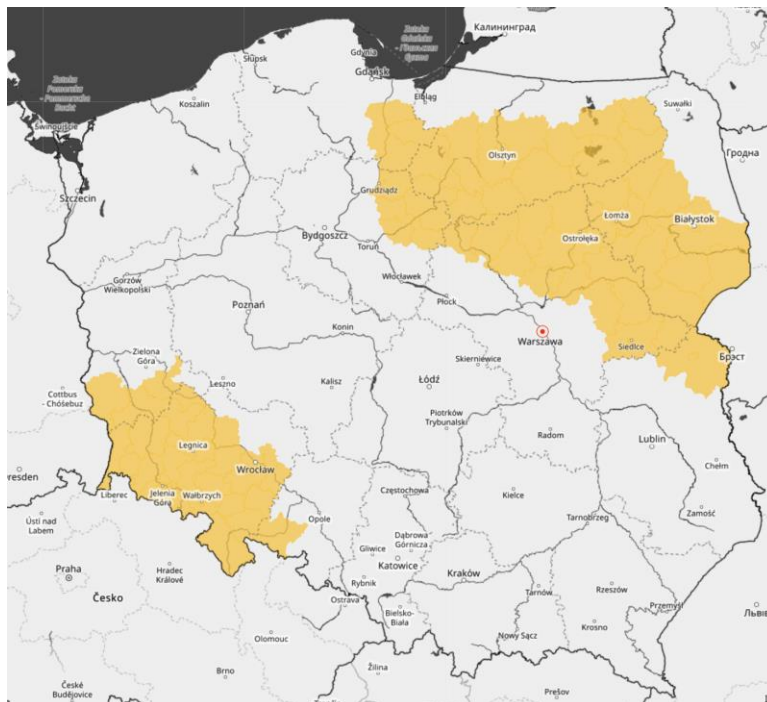 Калининград
Zatoka
Gdańska
Gdynia
Słupsk
Gdańsk
Zatoka
Pomorska
Elbląg
Koszalin
Suwałki
Świnoujście
Гродна
Olsztyn
Szczecin
Grudziądz
Łomża
Białystok
Bydgoszcz
Ostrołęka
Toruń
Włocławek
Gorzów
Wielkopolski
Płock
Poznań
Konin
Warszawa
Siedlce
Брэст
Zielona
Góra
Skierniewice
Leszno
Kalisz
Łódź
Cottbus
- Chóśebuz
Piotrków
Trybunalski
Radom
Legnica
Lublin
Wrocław
Chełm
resden
Częstochowa
Liberec
Jelenia
Góra
Wałbrzych
Kielce
Zamość
Opole
Ústí nad
Labem
Tarnobrzeg
Dąbrowa
Górnicza
Gliwice
Katowice
Praha
Hradec
Králové
Kraków
Rybnik
Tarnów
Rzeszów
Česko
Ostrava
Bielsko-
Biała
Przemyśl
Львів
Krosno
Olomouc
Nowy Sącz
Žilina
Brno
České
Budějovice
Prešov